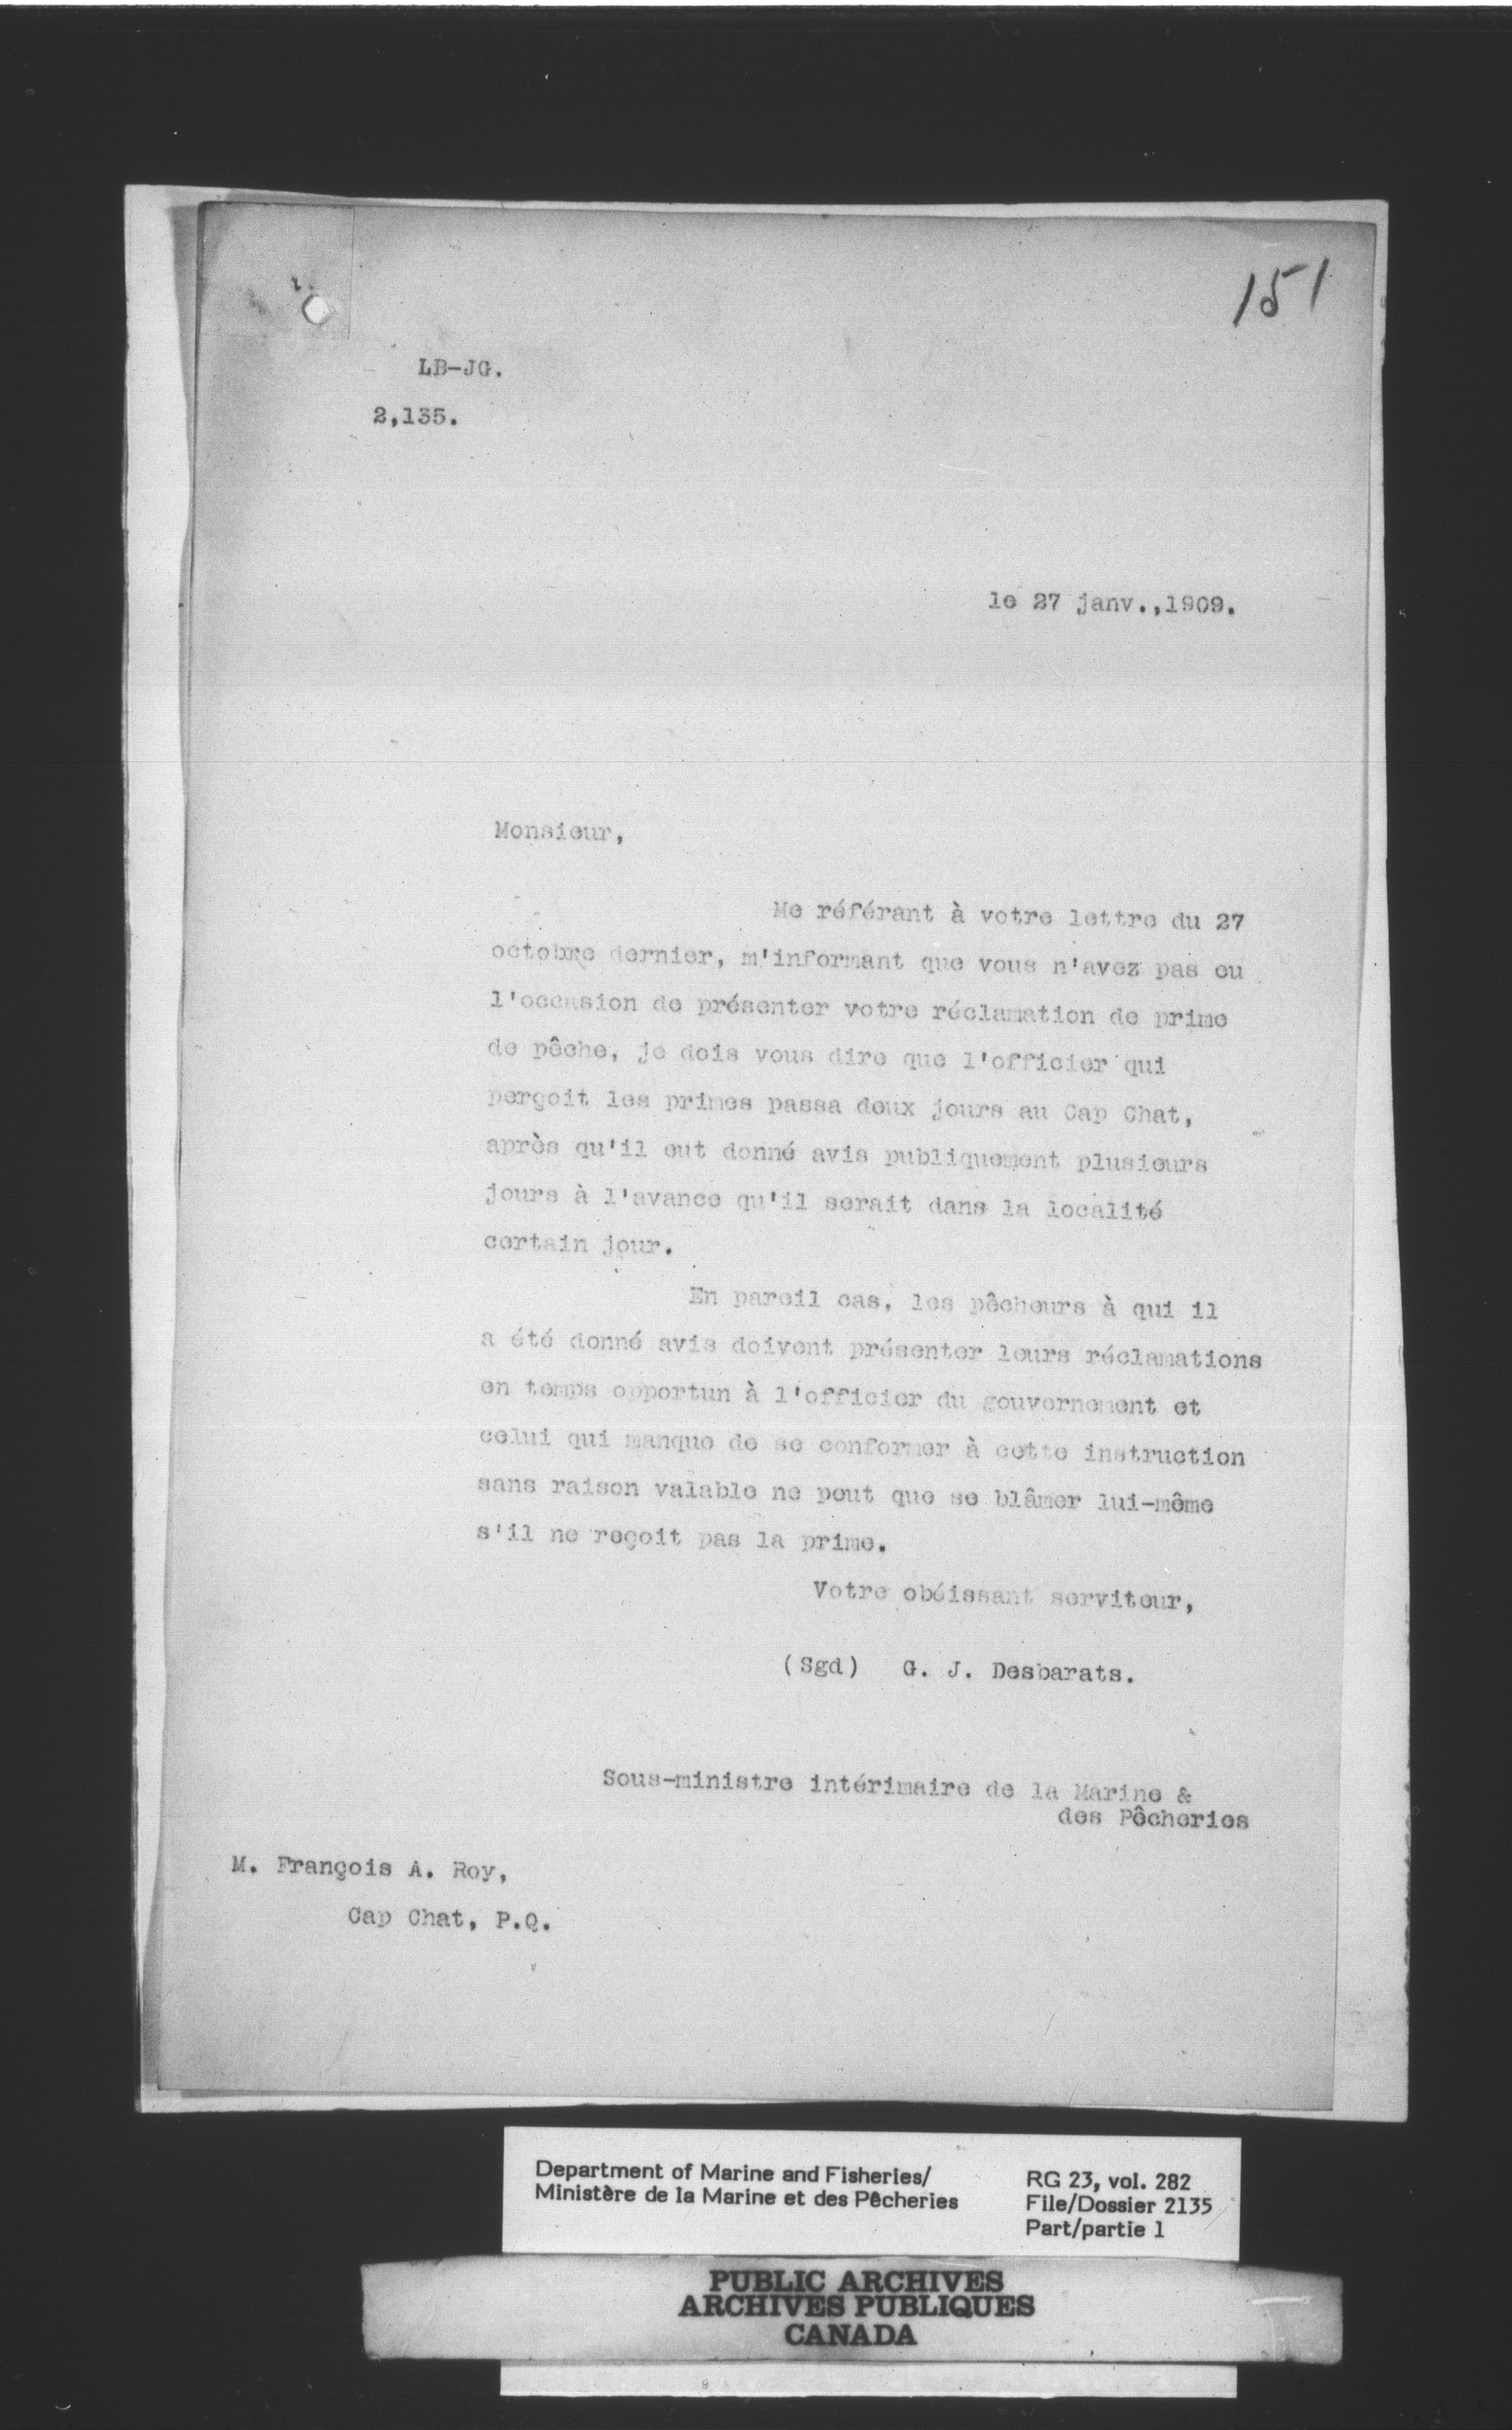 151
LB-JG.
2,135.
le 27 janv.,1909.
Monsieur,
Me référant à votre lettre du 27
octobre dernier, m'informant que vous n'avez pas eu
l'occasion de présenter votre réclamation de prime
de pêche, je dois vous dire que l'officier qui
perçoit les primes passa deux jours au Cap Chat,
après qu'il eut donné avis publiquement plusieurs
jours à l'avance qu'il serait dans la localité
certain jour.
En pareil cas, les pêcheurs à qui il
a été donné avis doivent présenter leurs réclamations
en temps opportun à l'officier du gouvernement et
celui qui manque de se conformer à cette instruction
sans raison valable ne peut que se blâmer lui-même
s'il ne reçoit pas la prime.
Votre obéissant serviteur,
(Sgd) G. J. Desbarats.
Sous-ministre intérimaire de la Marine &
des Pêcheries
M. François A. Roy,
Cap Chat, P.Q.
Department of Marine and Fisheries/
Ministère de la Marine et des Pêcheries
RG 23, vol. 282
File/Dossier 2135
Part/partie 1
PUBLIC ARCHIVES
ARCHIVES PUBLIQUES
CANADA